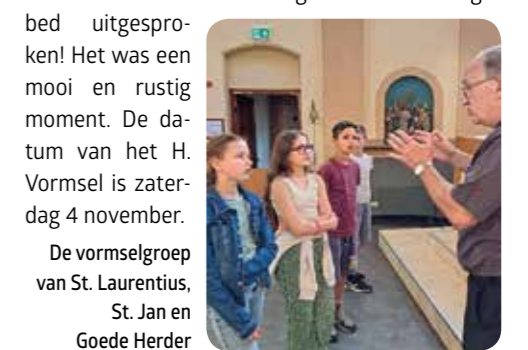 bed uitgespro-
ken! Het was een
mooi en rustig
moment. De da-
tum van het H.
Vormsel is zater-
dag 4 november.
De vormselgroep
van St. Laurentius,
St. Jan en
Goede Herder